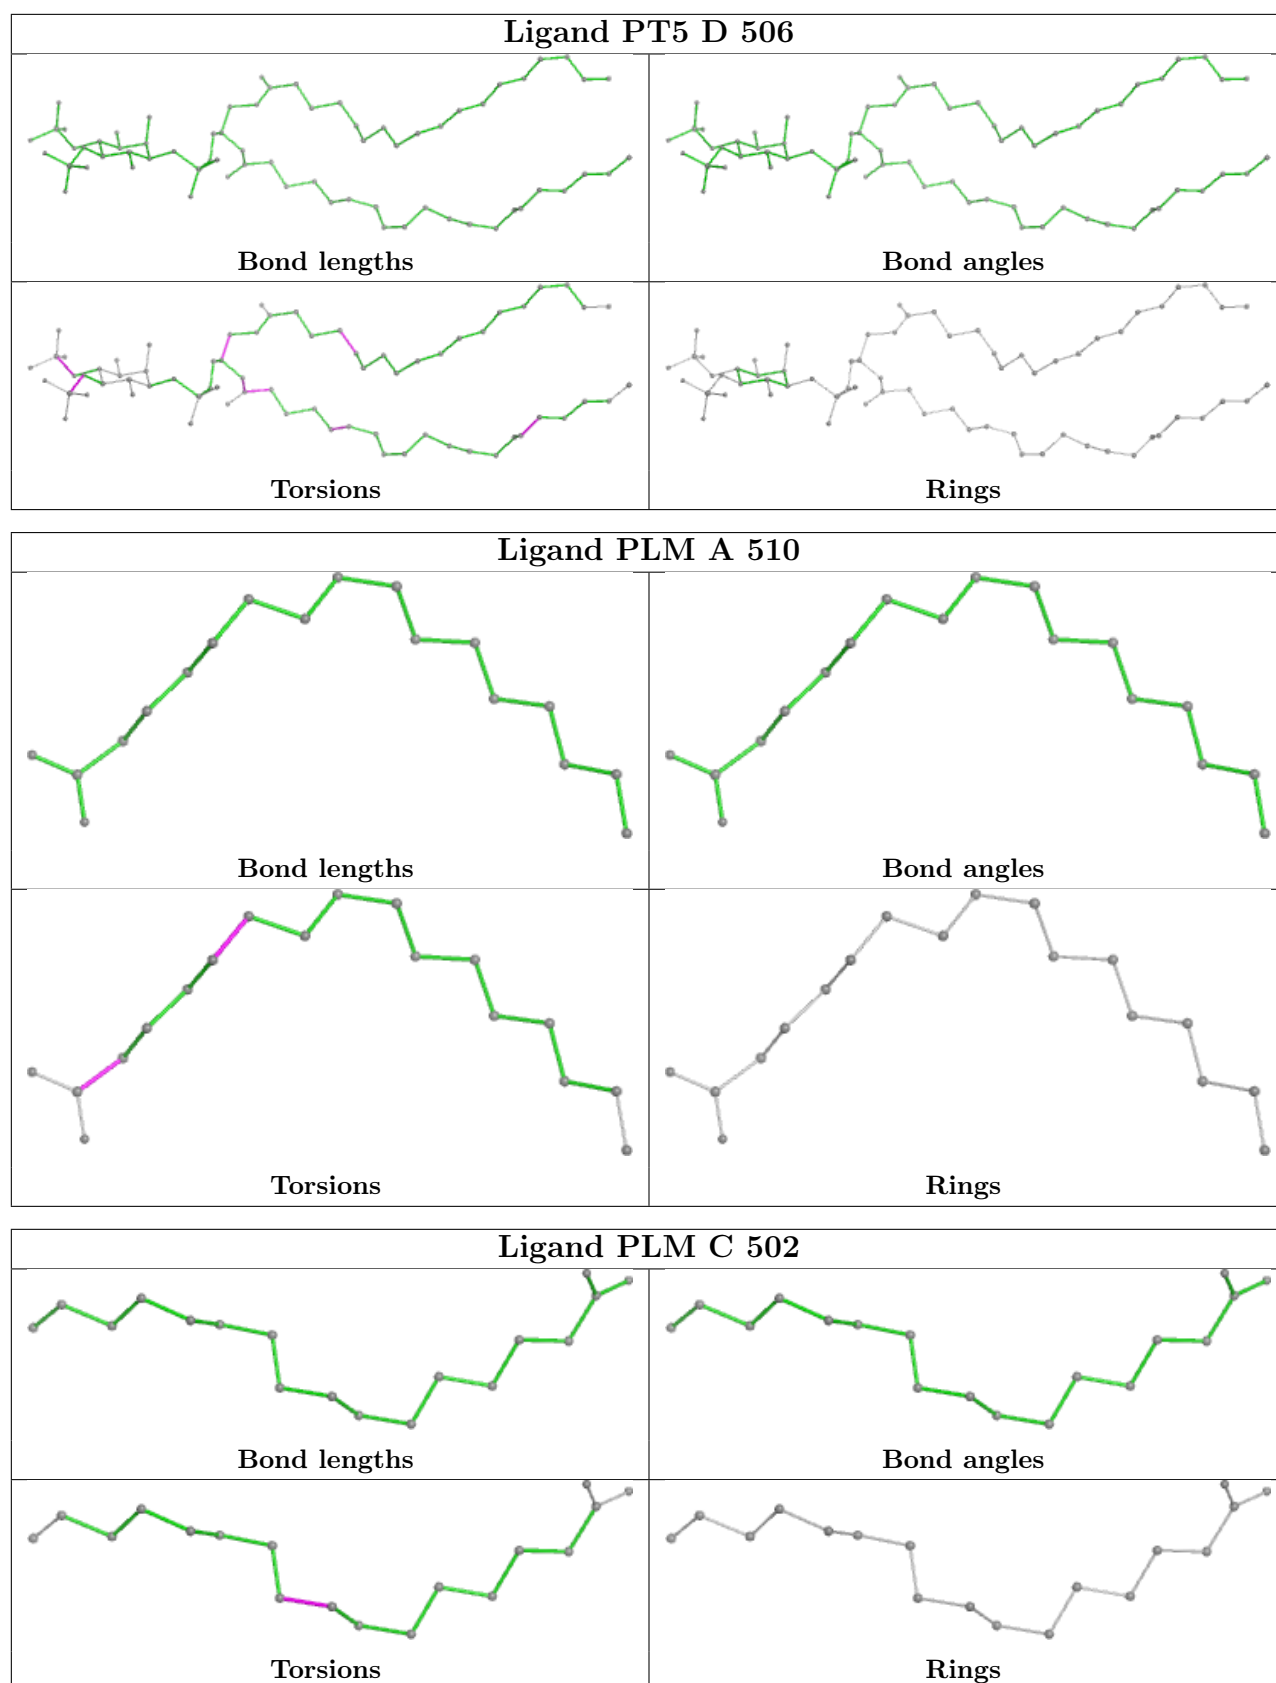 Ligand PT5 D 506
Bond lengths
Bond angles
Torsions
Rings
Ligand PLM A 510
Bond lengths
Bond angles
Torsions
Rings
Ligand PLM C 502
Bond lengths
Bond angles
Torsions
Rings